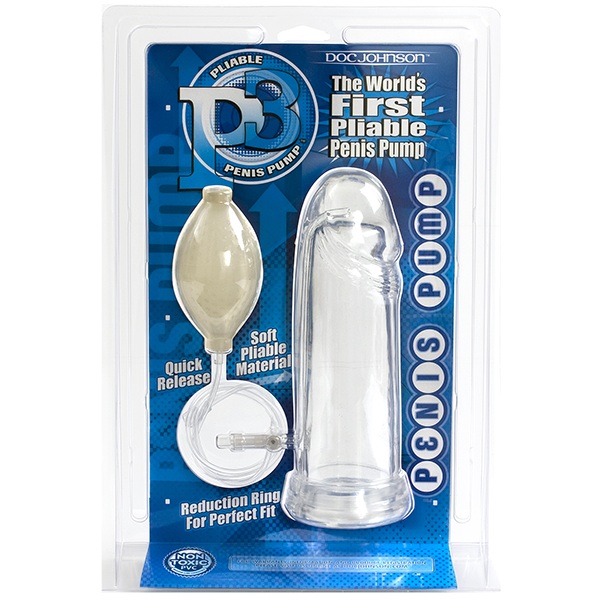 DOC JOHNSON™
PLIABLE
P3
PENIS PUMP
The World's
First
Pliable
Penis Pump
PENIS PUMP
Soft
Pliable
Material
Quick
Release
Reduction Ring
For Perfect Fit
NON
TOXIC
PVC